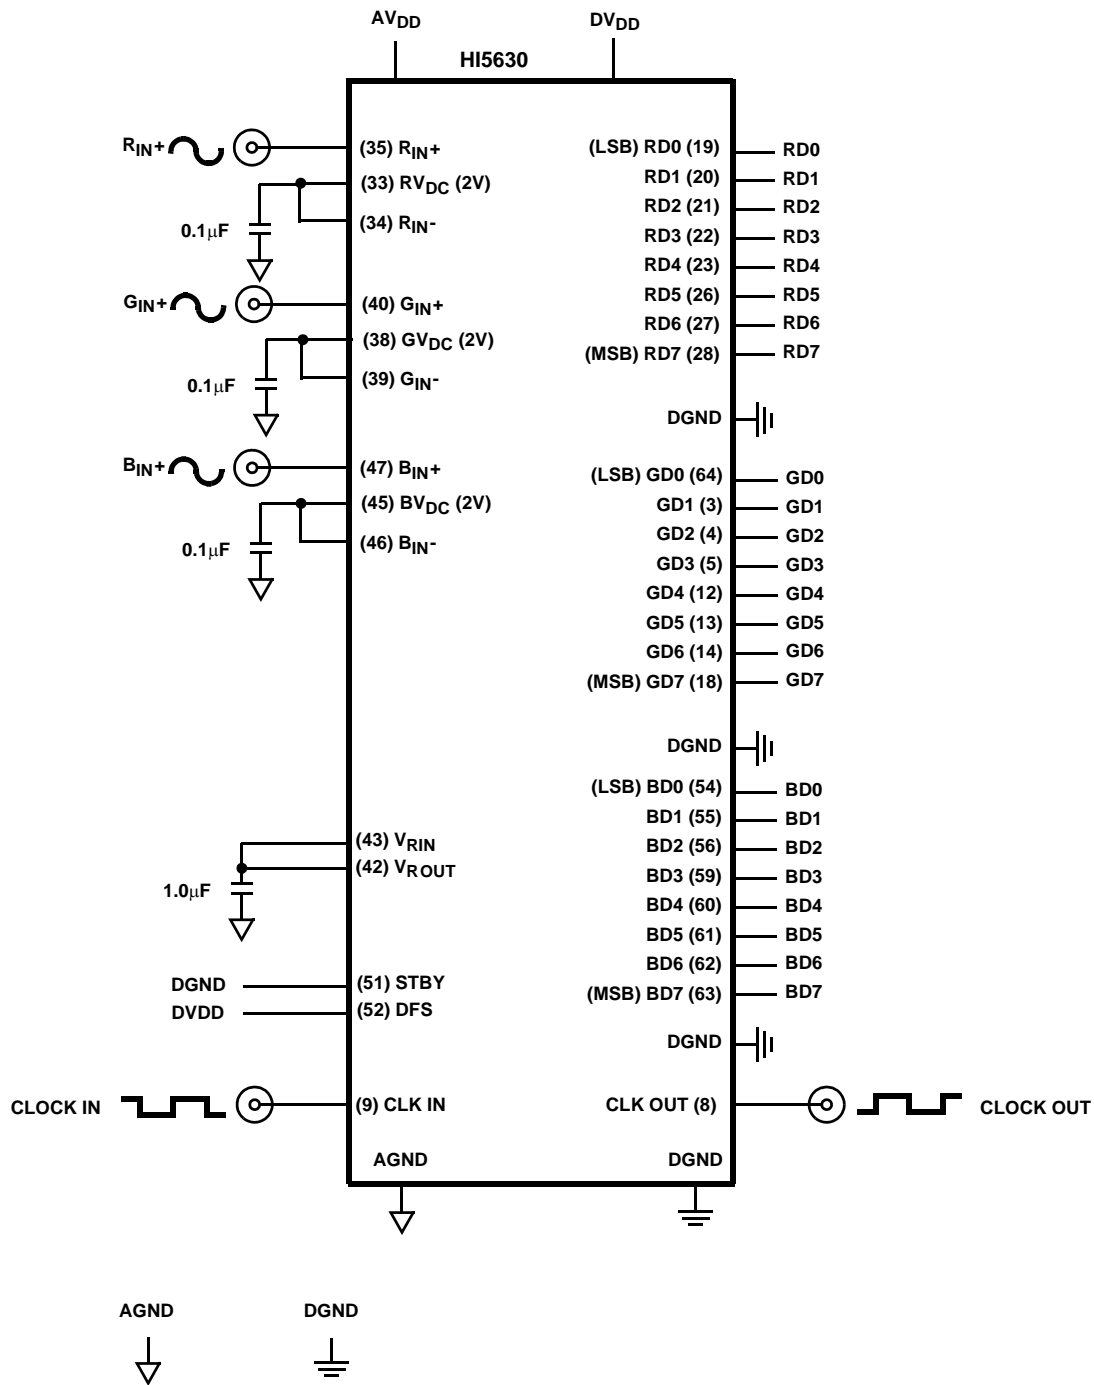 AVDD
DVDD
HI5630
RIN+
(35) RIN+
(33) RVDC (2V)
(34) RIN-
0.1μF
GIN+
(40) GIN+
(38) GVDC (2V)
(39) GIN-
0.1μF
BIN+
(47) BIN+
(45) BVDC (2V)
(46) BIN-
0.1μF
(43) VRIN
(42) VROUT
1.0μF
DGND
(51) STBY
DVDD
(52) DFS
CLOCK IN
(9) CLK IN
AGND
(LSB) RD0 (19)
RD0
RD1 (20)
RD1
RD2 (21)
RD2
RD3 (22)
RD3
RD4 (23)
RD4
RD5 (26)
RD5
RD6 (27)
RD6
(MSB) RD7 (28)
RD7
DGND
(LSB) GD0 (64)
GD0
GD1 (3)
GD1
GD2 (4)
GD2
GD3 (5)
GD3
GD4 (12)
GD4
GD5 (13)
GD5
GD6 (14)
GD6
(MSB) GD7 (18)
GD7
DGND
(LSB) BD0 (54)
BD0
BD1 (55)
BD1
BD2 (56)
BD2
BD3 (59)
BD3
BD4 (60)
BD4
BD5 (61)
BD5
BD6 (62)
BD6
(MSB) BD7 (63)
BD7
DGND
CLK OUT (8)
CLOCK OUT
DGND
AGND
DGND